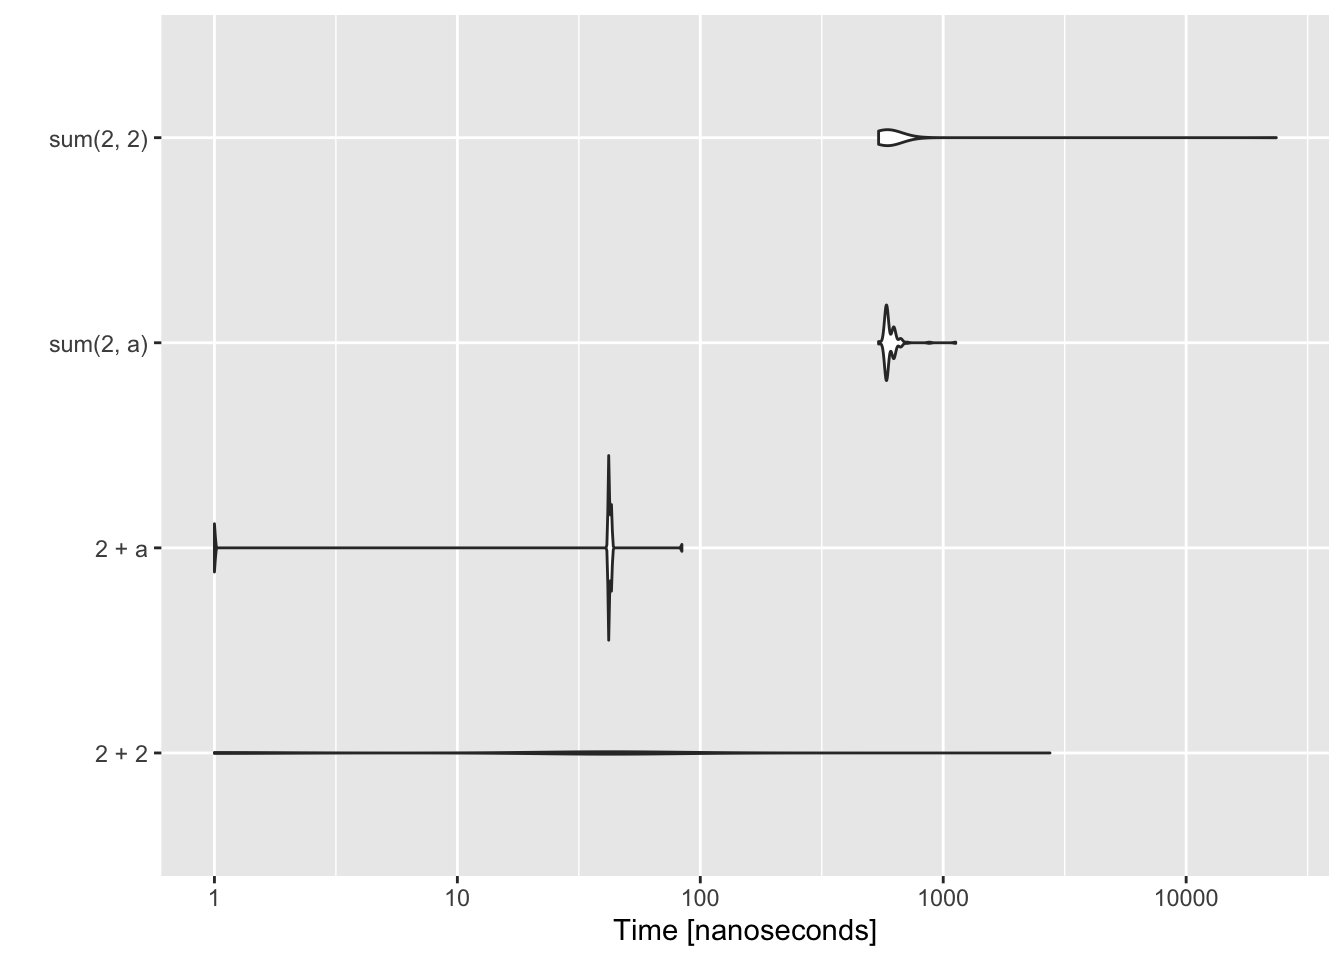 sum(2, 2)
sum(2, a)
2 + a
2 + 2
1 10 100 1000 10000
Time [nanoseconds]